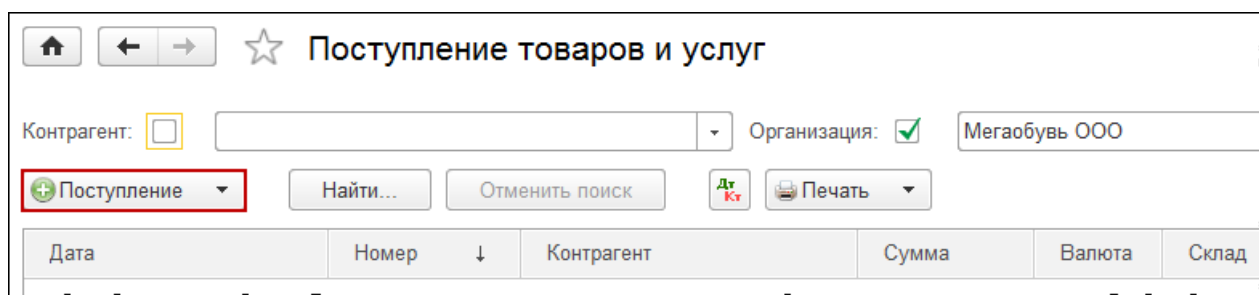 Поступление товаров и услуг
Контрагент: Организация: Мегаобувь ООО
Поступление Найти... Отменить поиск Дт Кт Печать
Дата Номер ↓ Контрагент Сумма Валюта Склад